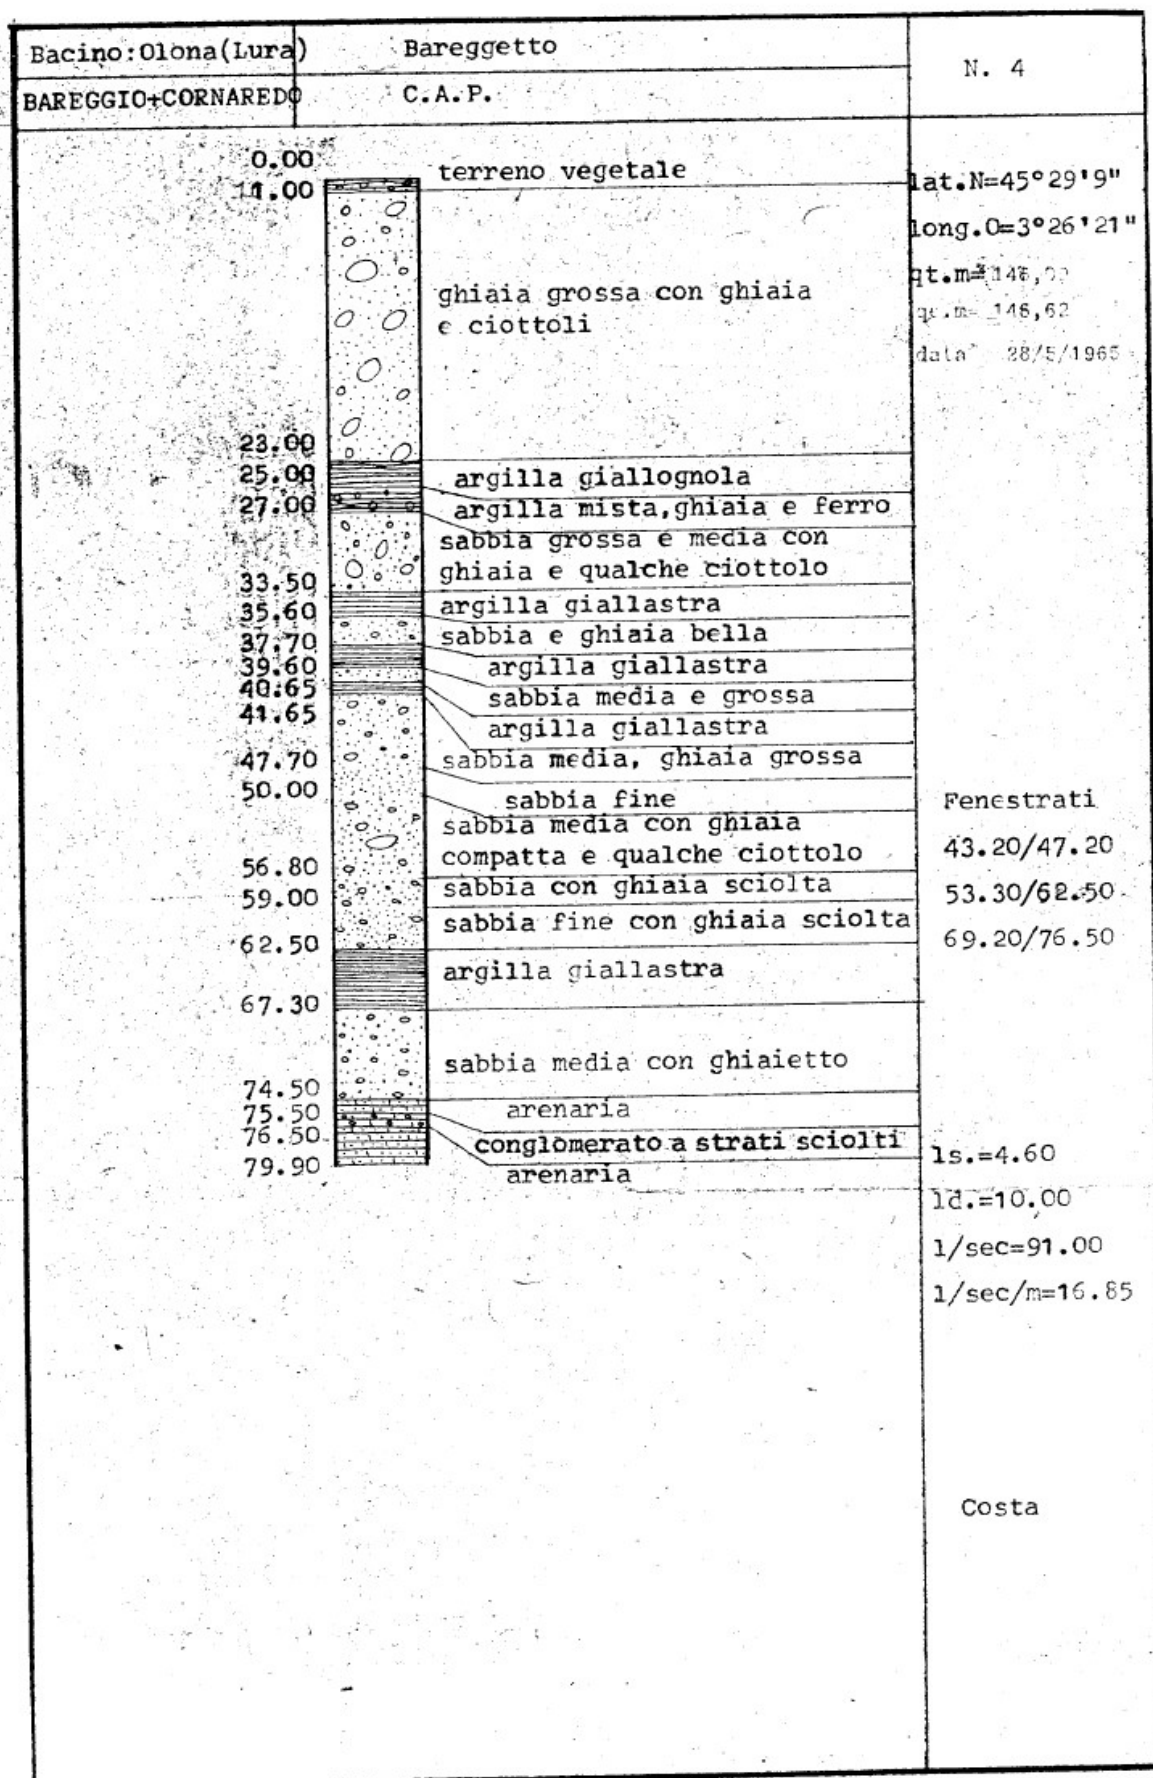 Bacino:Olona(Lura)
Bareggetto
N. 4
BAREGGIO+CORNAREDO
C.A.P.
0.00
terreno vegetale
1.00
lat.N=45°29'9"
long.O=3°26'21"
qt.m=
ghiaia grossa con ghiaia
e ciottoli
146,62
data 28/5/1965
23.00
25.00
argilla giallognola
27.00
argilla mista,ghiaia e ferro
sabbia grossa e media con
ghiaia e qualche ciottolo
33.50
35.60
argilla giallastra
sabbia e ghiaia bella
37.70
39.60
argilla giallastra
40.65
sabbia media e grossa
41.65
argilla giallastra
47.70
sabbia media, ghiaia grossa
50.00
sabbia fine
Fenestrati
sabbia media con ghiaia
compatta e qualche ciottolo
43.20/47.20
56.80
sabbia con ghiaia sciolta
53.30/62.50
59.00
sabbia fine con ghiaia sciolta
62.50
69.20/76.50
argilla giallastra
67.30
sabbia media con ghiaietto
74.50
75.50
arenaria
76.50
conglomerato a strati sciolti
79.90
arenaria
ls.=4.60
ld.=10.00
l/sec=91.00
l/sec/m=16.85
Costa